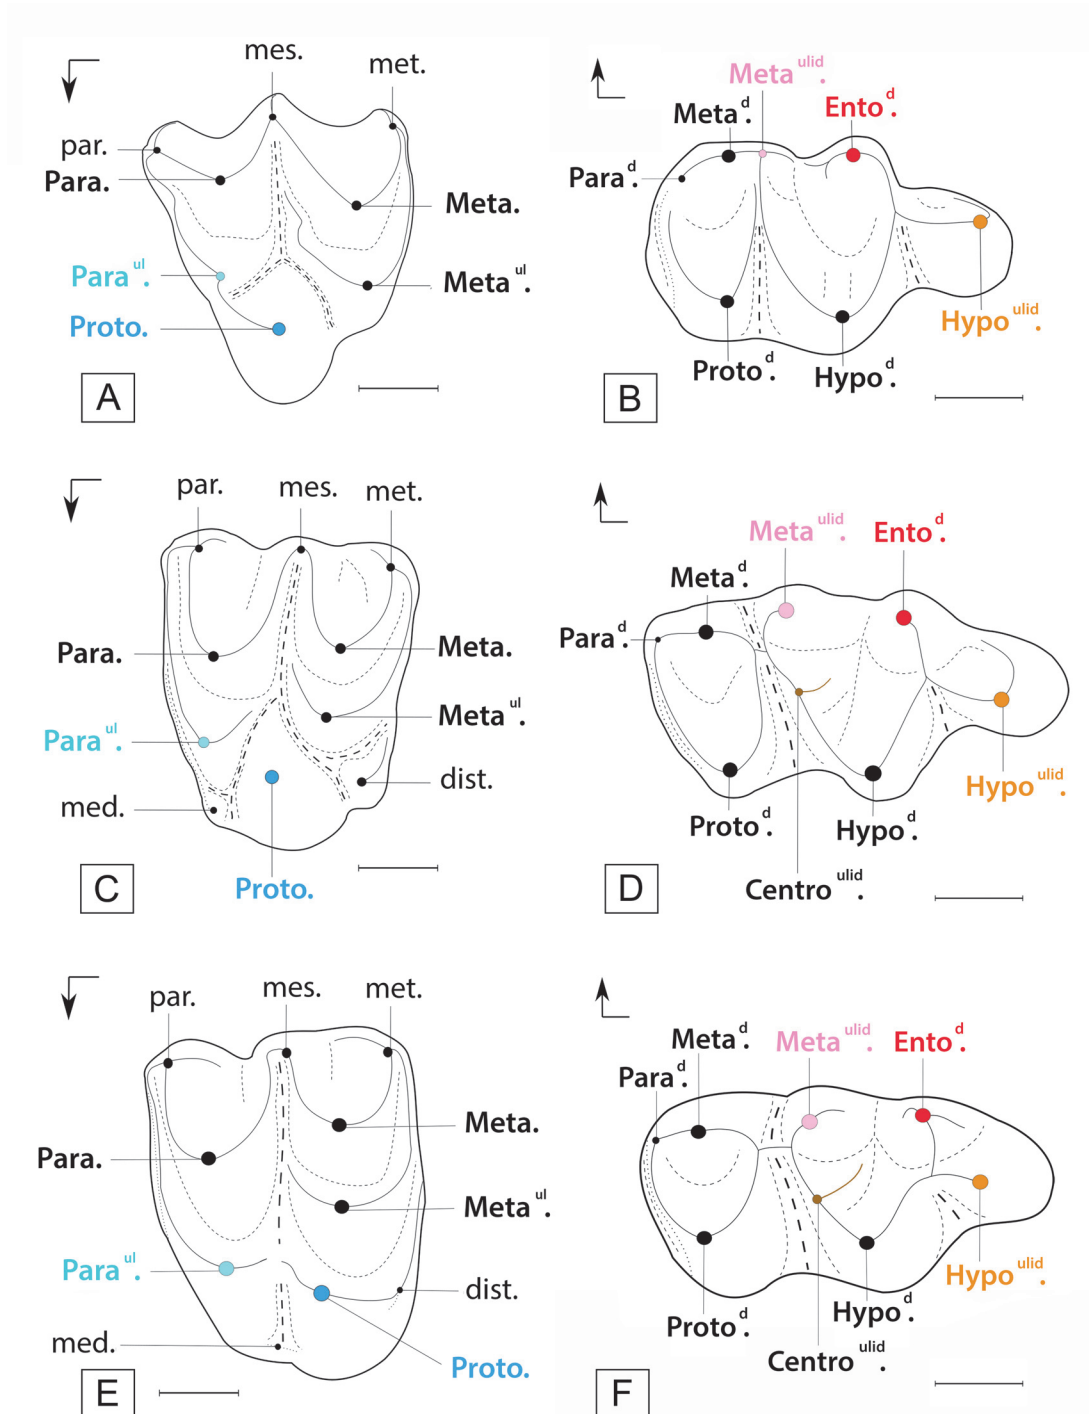 mes.
met.
par.
Para.
Meta.
Para ul.
Meta ul.
Proto.
A
Meta ulid.
Meta d.
Ento d.
Para d.
Hypo ulid.
Proto d.
Hypo d.
B
par.
mes.
met.
Para.
Meta.
Meta ul.
Para ul.
dist.
med.
Proto.
C
Meta ulid.
Ento d.
Meta d.
Para d.
Hypo ulid.
Proto d.
Hypo d.
Centro ulid.
D
par.
mes.
met.
Meta.
Para.
Meta ul.
Para ul.
dist.
med.
Proto.
E
Meta d.
Meta ulid.
Ento d.
Para d.
Hypo ulid.
Hypo d.
Proto d.
Centro ulid.
F